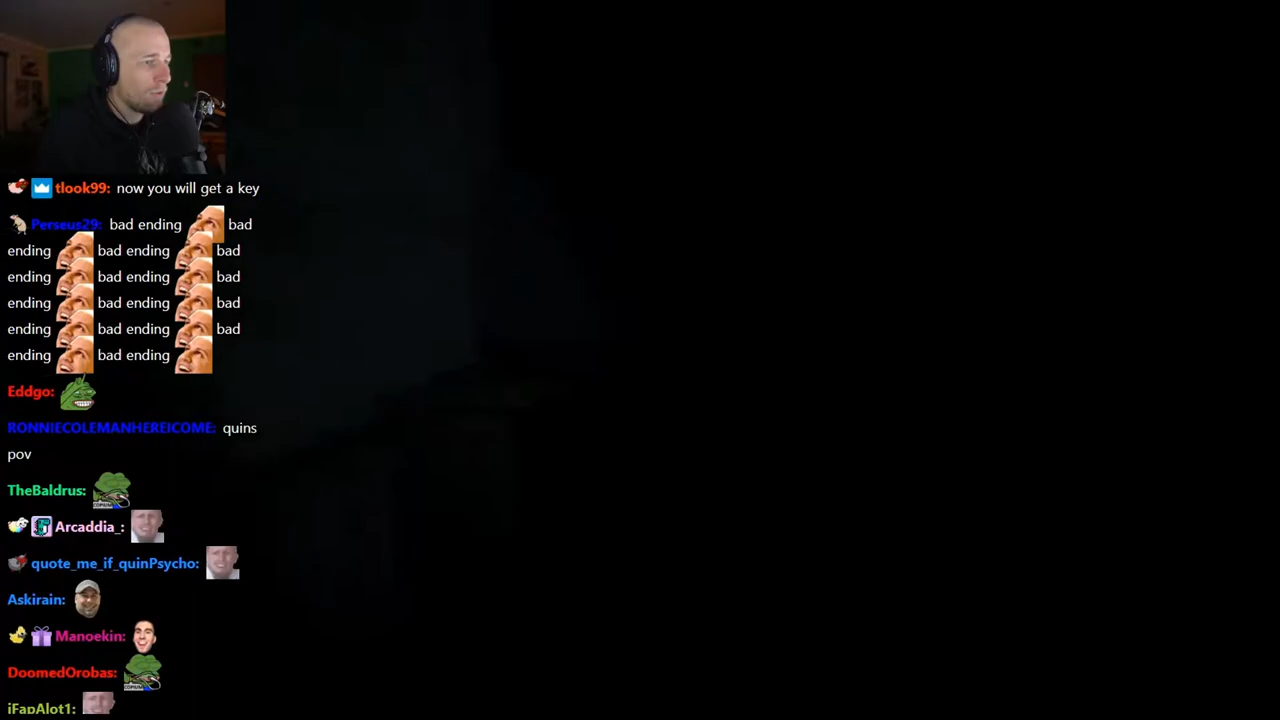 tlook99: now you will get a key
Perseus29: bad ending bad
ending bad ending bad
ending bad ending bad
ending bad ending bad
ending bad ending bad
ending bad ending
Eddgo:
RONNIECOLEMANHEREICOME: quins
pov
TheBaldrus:
COPIUM
Arcaddia_:
quote_me_if_quinPsycho:
Askirain:
Manoekin:
DoomedOrobas:
COPIUM
iFapAlot1: